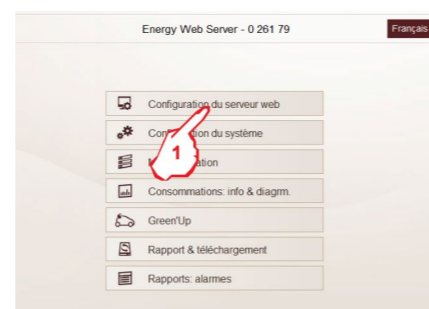 Energy Web Server - 0 261 79
Français
Configuration du serveur web
du système
1
Consommations: info & diagrm.
Green'Up
Rapport & téléchargement
Rapports: alarmes